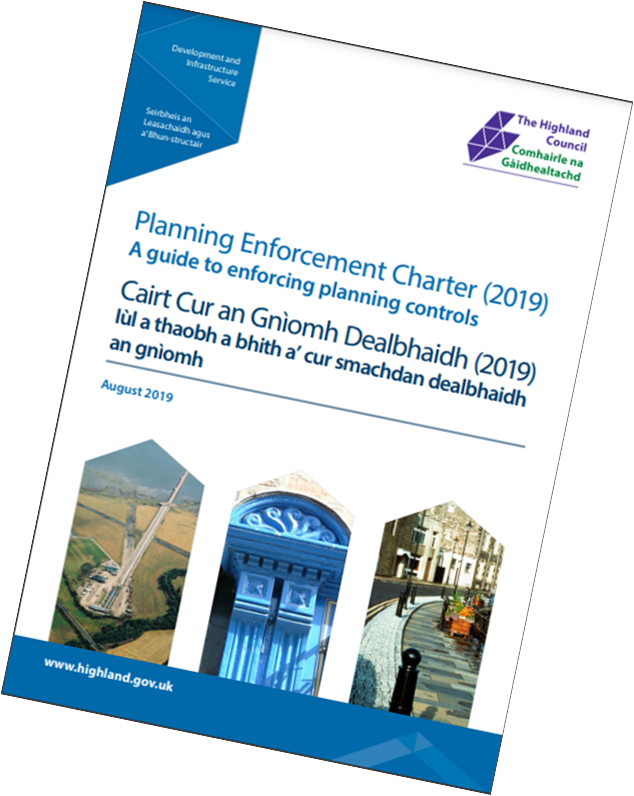 Development and
Infrastructure
Service
Seirbheis an
Leasachaidh agus
a' Bhun-structair
The Highland
Council
Comhairle na
Gàidhealtachd
Planning Enforcement Charter (2019)
A guide to enforcing planning controls
Cairt Cur an Gnìomh Dealbhaidh (2019)
Iùl a thaobh a bhith a' cur smachdan dealbhaidh
an gnìomh
August 2019
www.highland.gov.uk